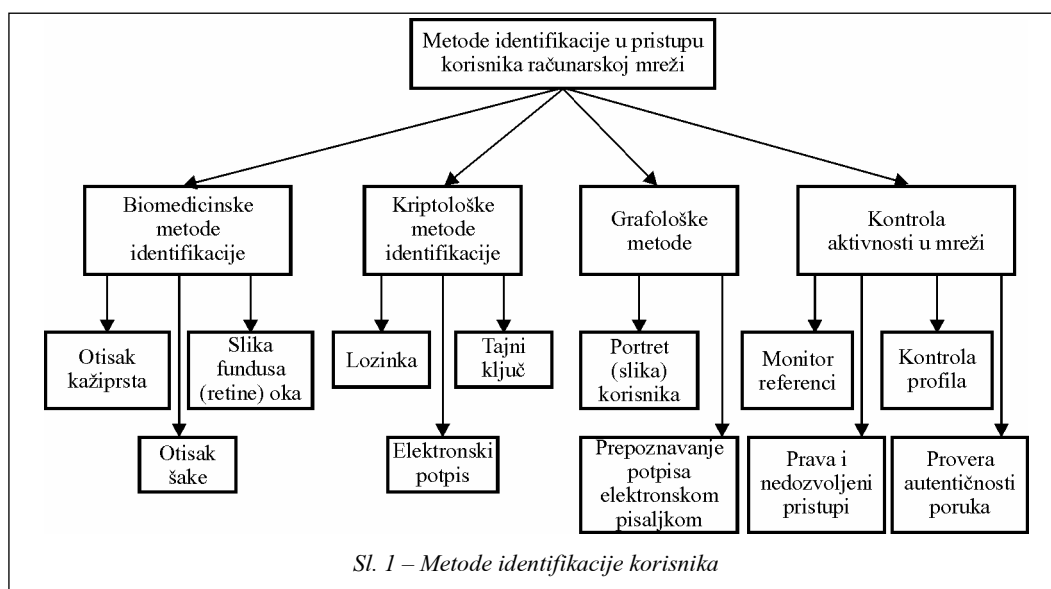 Metode identifikacije u pristupu
korisnika računarskoj mreži
Biomedicinske
metode
identifikacije
Kriptološke
metode
identifikacije
Grafološke
metode
Kontrola
aktivnosti u mreži
Otisak
kažiprsta
Slika
fundusa
(retine) oka
Lozinka
Tajni
ključ
Portret
(slika)
korisnika
Monitor
referenci
Kontrola
profila
Otisak
šake
Elektronski
potpis
Prepoznavanje
potpisa
elektronskom
pisaljkom
Prava i
nedozvoljeni
pristupi
Provera
autentičnosti
poruka
Sl. 1 – Metode identifikacije korisnika